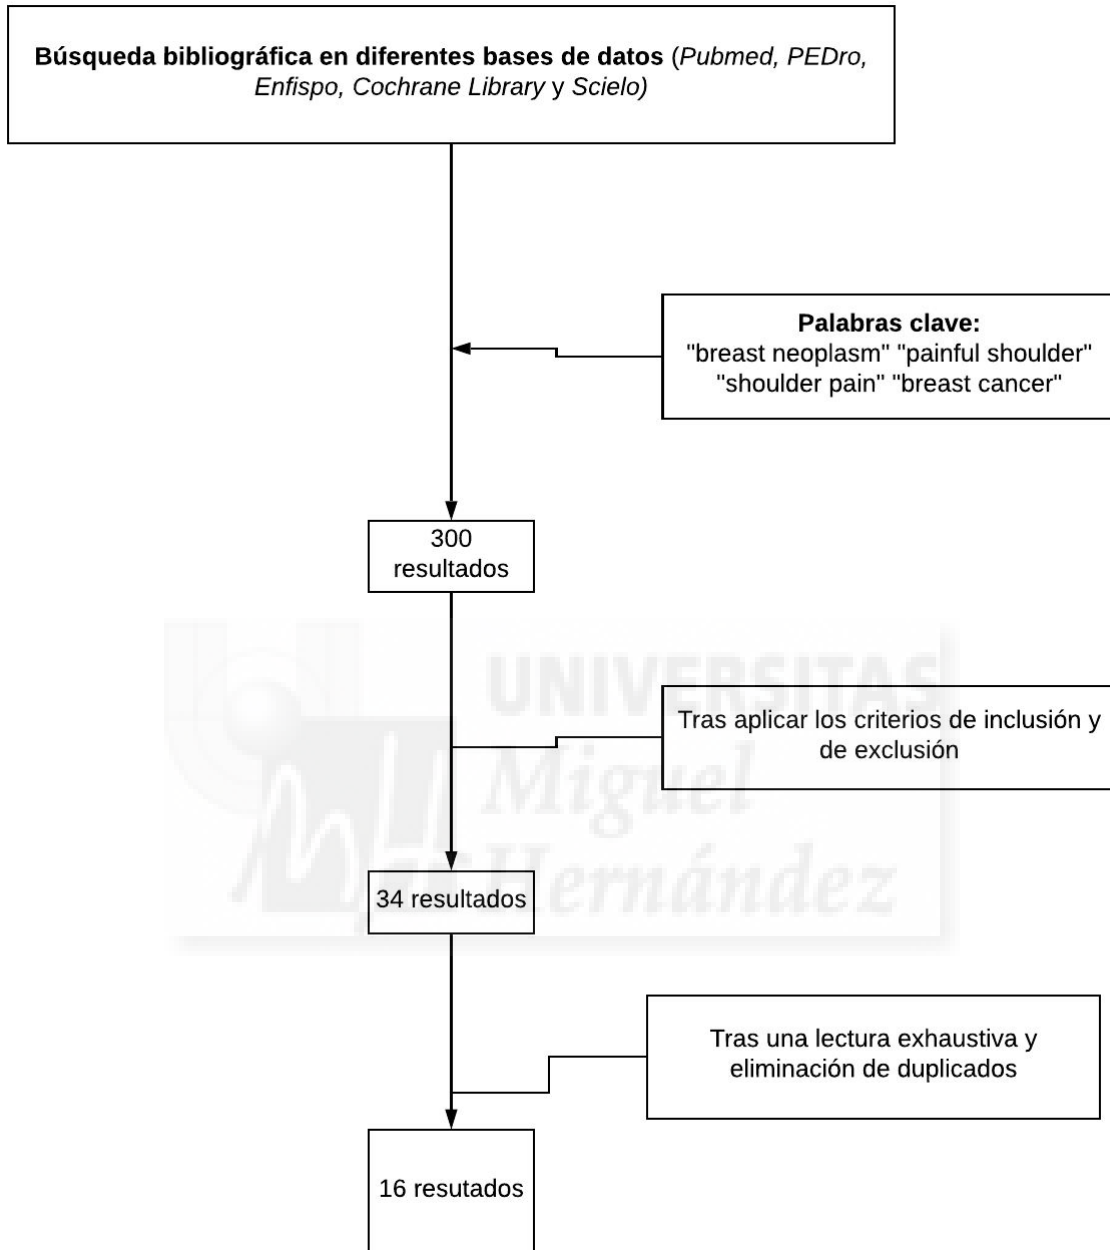 Búsqueda bibliográfica en diferentes bases de datos (Pubmed, PEDro,
Enfispo, Cochrane Library y Scielo)
Palabras clave:
"breast neoplasm" "painful shoulder"
"shoulder pain" "breast cancer"
300
resultados
UNIVERSITAS
Miguel
Hernández
Tras aplicar los criterios de inclusión y
de exclusión
34 resultados
Tras una lectura exhaustiva y
eliminación de duplicados
16 resutados